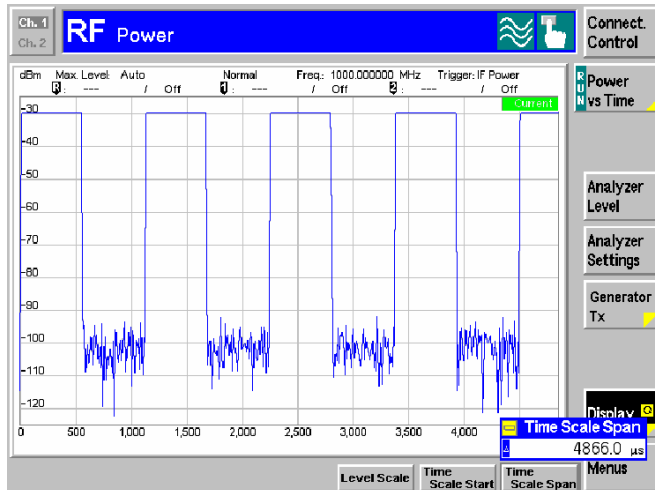 Ch. 1
Ch. 2
RF Power
Connect. Control
dBm Max. Level: Auto Normal Freq.: 1000.000000 MHz Trigger: IF Power
R : --- / Off 1 : --- / Off 2 : --- / Off
Current
-30
-40
-50
-60
-70
-80
-90
-100
-110
-120
0 500 1,000 1,500 2,000 2,500 3,000 3,500 4,000
RUN
Power vs Time
Analyzer Level
Analyzer Settings
Generator Tx
Display
Time Scale Span
4866.0 µs
Menus
Level Scale
Time Scale Start
Time Scale Span